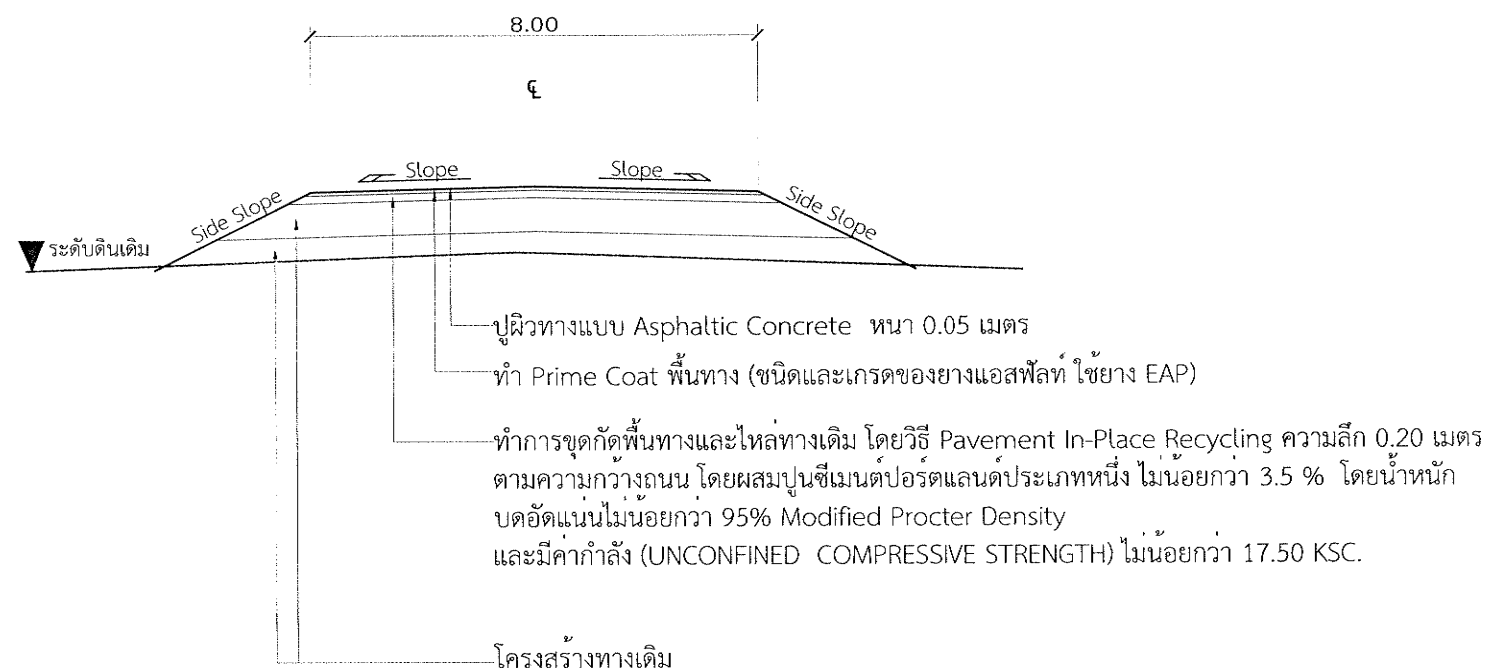 8.00
℄
Slope Slope
Side Slope Side Slope
ระดับดินเดิม
ปูผิวทางแบบ Asphaltic Concrete หนา 0.05 เมตร
ทำ Prime Coat พื้นทาง (ชนิดและเกรดของยางแอสฟัลท์ ใช้ยาง EAP)
ทำการขุดกัดพื้นทางและไหล่ทางเดิม โดยวิธี Pavement In-Place Recycling ความลึก 0.20 เมตร
ตามความกว้างถนน โดยผสมปูนซีเมนต์ปอร์ตแลนด์ประเภทหนึ่ง ไม่น้อยกว่า 3.5 % โดยน้ำหนัก
บดอัดแน่นไม่น้อยกว่า 95% Modified Procter Density
และมีค่ากำลัง (UNCONFINED COMPRESSIVE STRENGTH) ไม่น้อยกว่า 17.50 KSC.
โครงสร้างทางเดิม